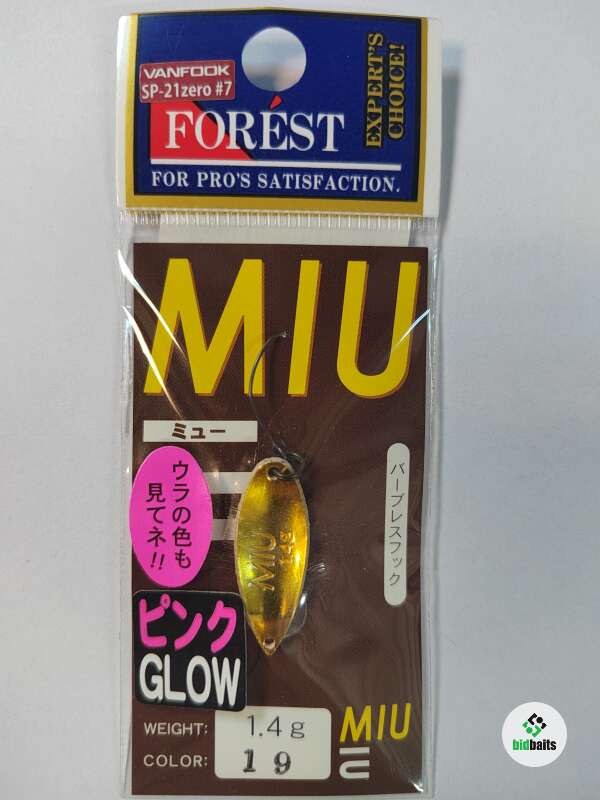 VANFOOK
SP-21zero #7
FORÉST
EXPERT'S
CHOICE!
FOR PRO'S SATISFACTION.
MIU
ミュー
ウラの色も
見てネ!!
バーブレスフック
MIU
ピンク
GLOW
WEIGHT: 1.4g
COLOR: 19
MIU
bidbaits